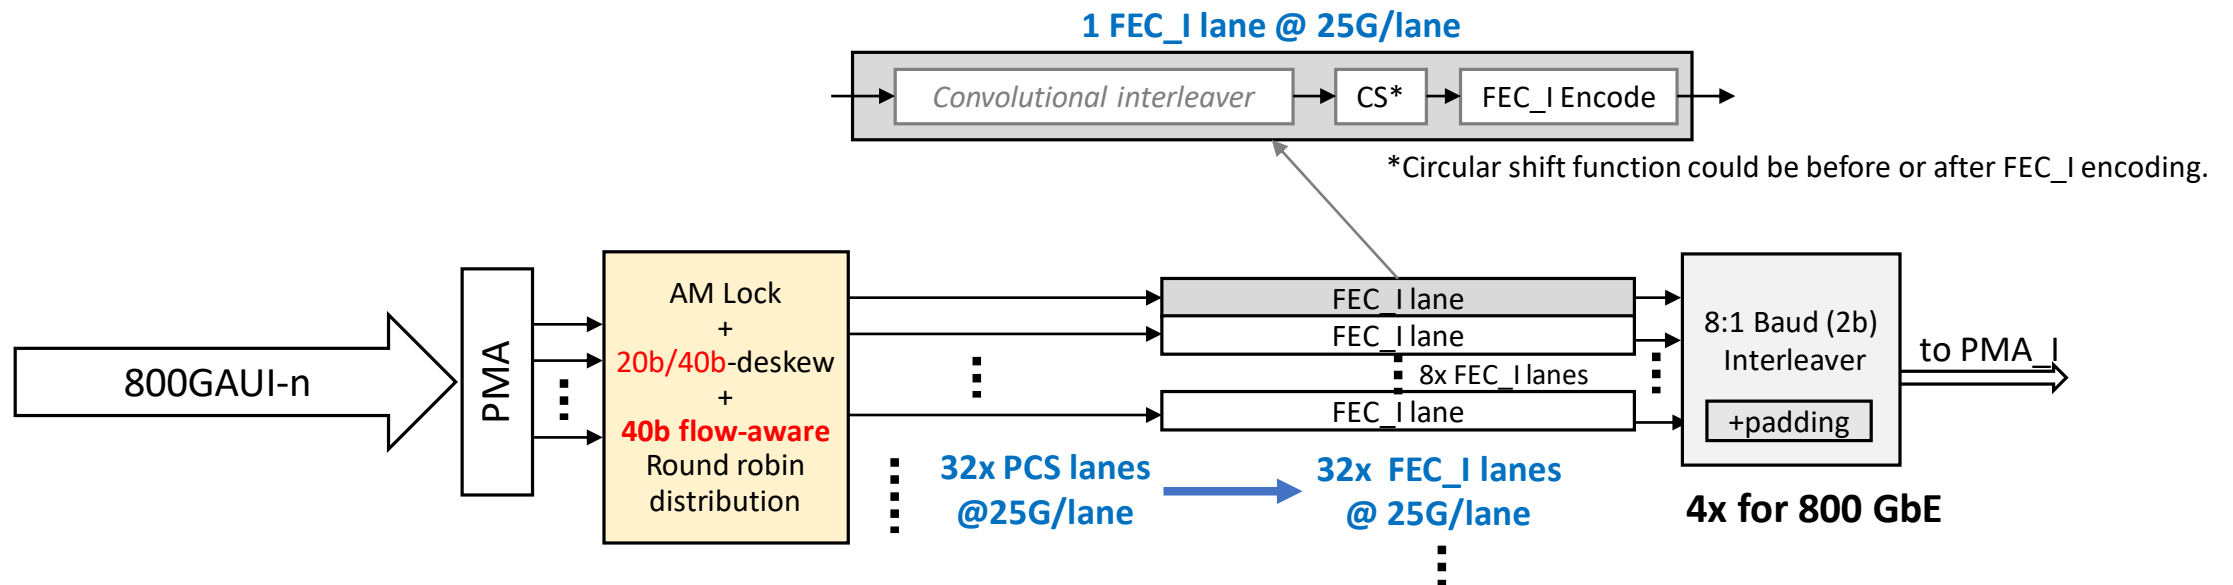 1 FEC_I lane @ 25G/lane
Convolutional interleaver
CS*
FEC_I Encode
*Circular shift function could be before or after FEC_I encoding.
800GAUI-n
PMA
AM Lock
+
20b/40b-deskew
+
40b flow-aware
Round robin
distribution
FEC_I lane
FEC_I lane
8x FEC_I lanes
FEC_I lane
32x PCS lanes
@25G/lane
32x FEC_I lanes
@ 25G/lane
8:1 Baud (2b)
Interleaver
+padding
to PMA_I
4x for 800 GbE